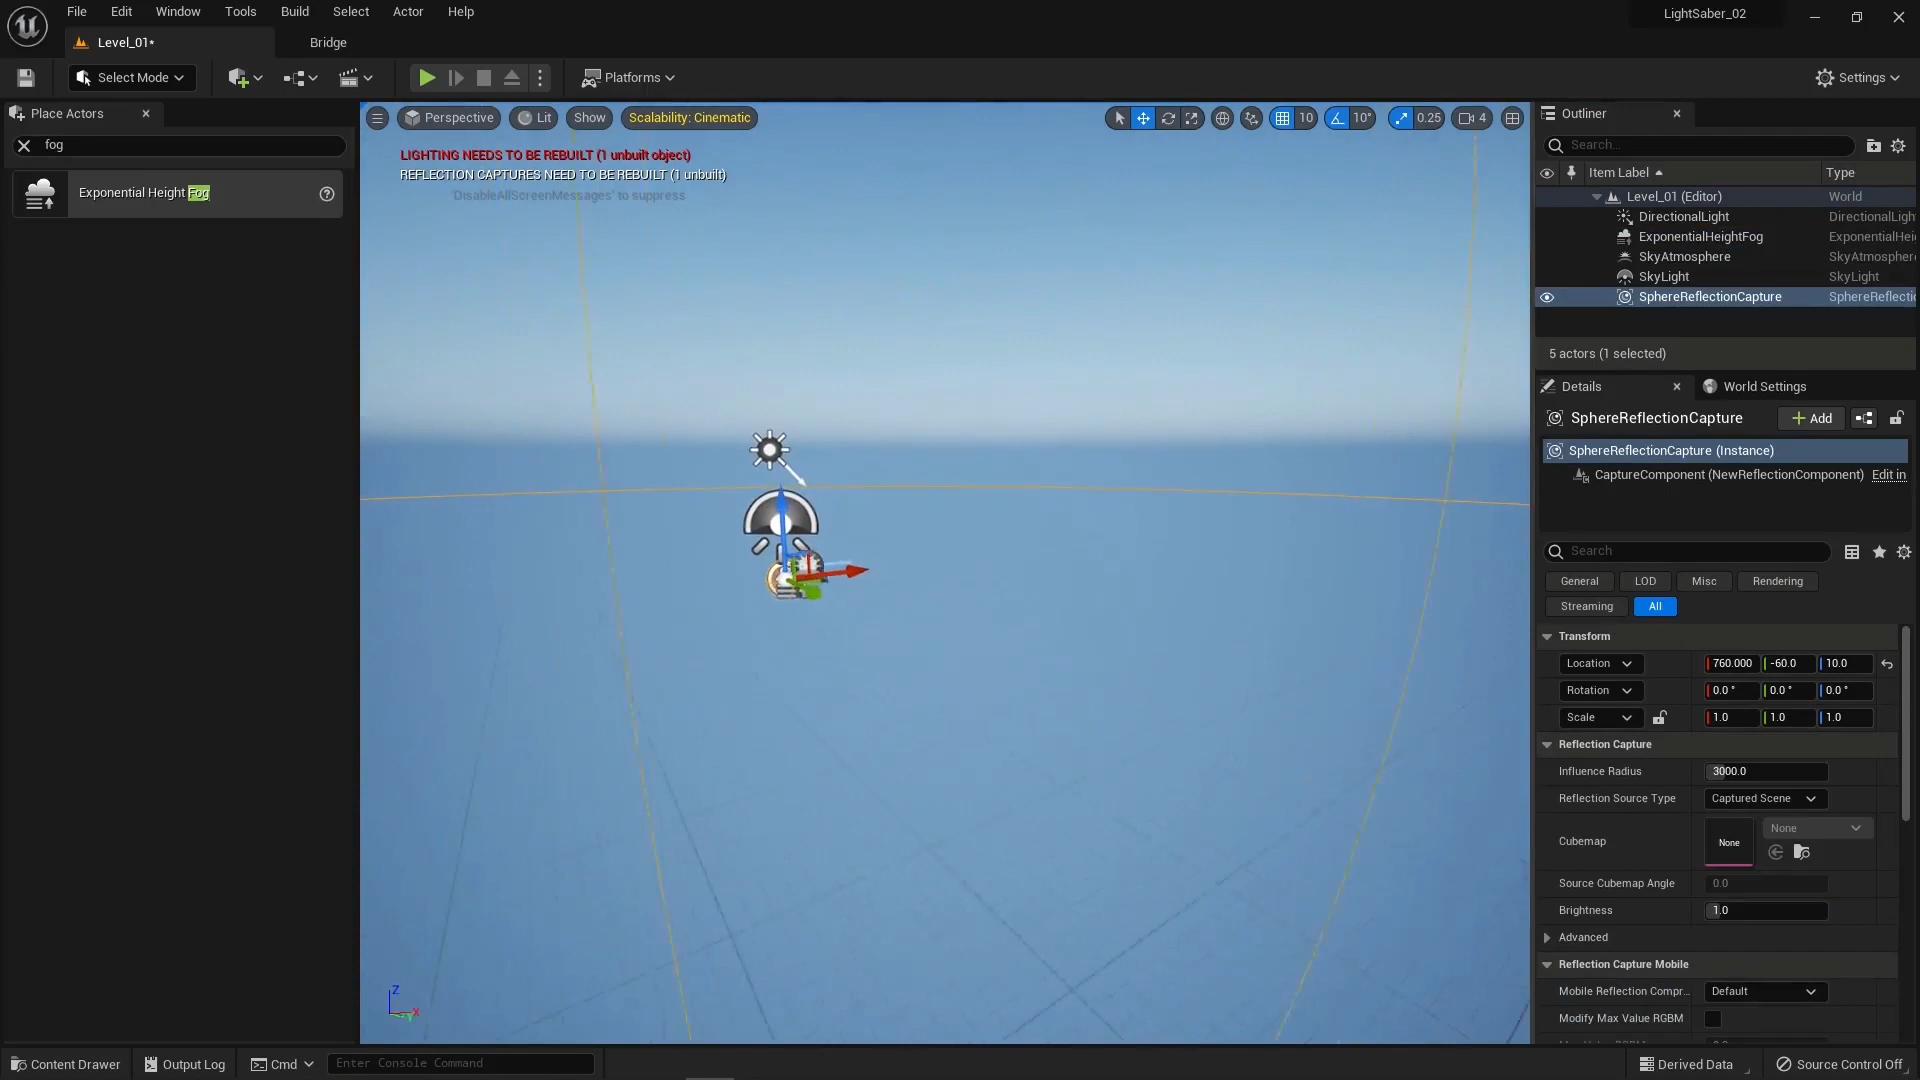 File Edit Window Tools Build Select Actor Help
LightSaber_02
Level_01*
Bridge
Select Mode
Platforms
Settings
Place Actors
fog
Exponential Height Fog
Perspective
Lit
Show
Scalability: Cinematic
10
10°
0.25
4
LIGHTING NEEDS TO BE REBUILT (1 unbuilt object)
REFLECTION CAPTURES NEED TO BE REBUILT (1 unbuilt)
'DisableAllScreenMessages' to suppress
Z
X
Outliner
Search...
Item Label
Type
Level_01 (Editor)
World
DirectionalLight
DirectionalLigh
ExponentialHeightFog
ExponentialHei
SkyAtmosphere
SkyAtmosphere
SkyLight
SkyLight
SphereReflectionCapture
SphereReflectio
5 actors (1 selected)
Details
World Settings
SphereReflectionCapture
Add
SphereReflectionCapture (Instance)
CaptureComponent (NewReflectionComponent)
Edit in
Search
General
LOD
Misc
Rendering
Streaming
All
Transform
Location
760.000
-60.0
10.0
Rotation
0.0 °
0.0 °
0.0 °
Scale
1.0
1.0
1.0
Reflection Capture
Influence Radius
3000.0
Reflection Source Type
Captured Scene
Cubemap
None
None
Source Cubemap Angle
0.0
Brightness
1.0
Advanced
Reflection Capture Mobile
Mobile Reflection Compr...
Default
Modify Max Value RGBM
Content Drawer
Output Log
Cmd
Enter Console Command
Derived Data
Source Control Off